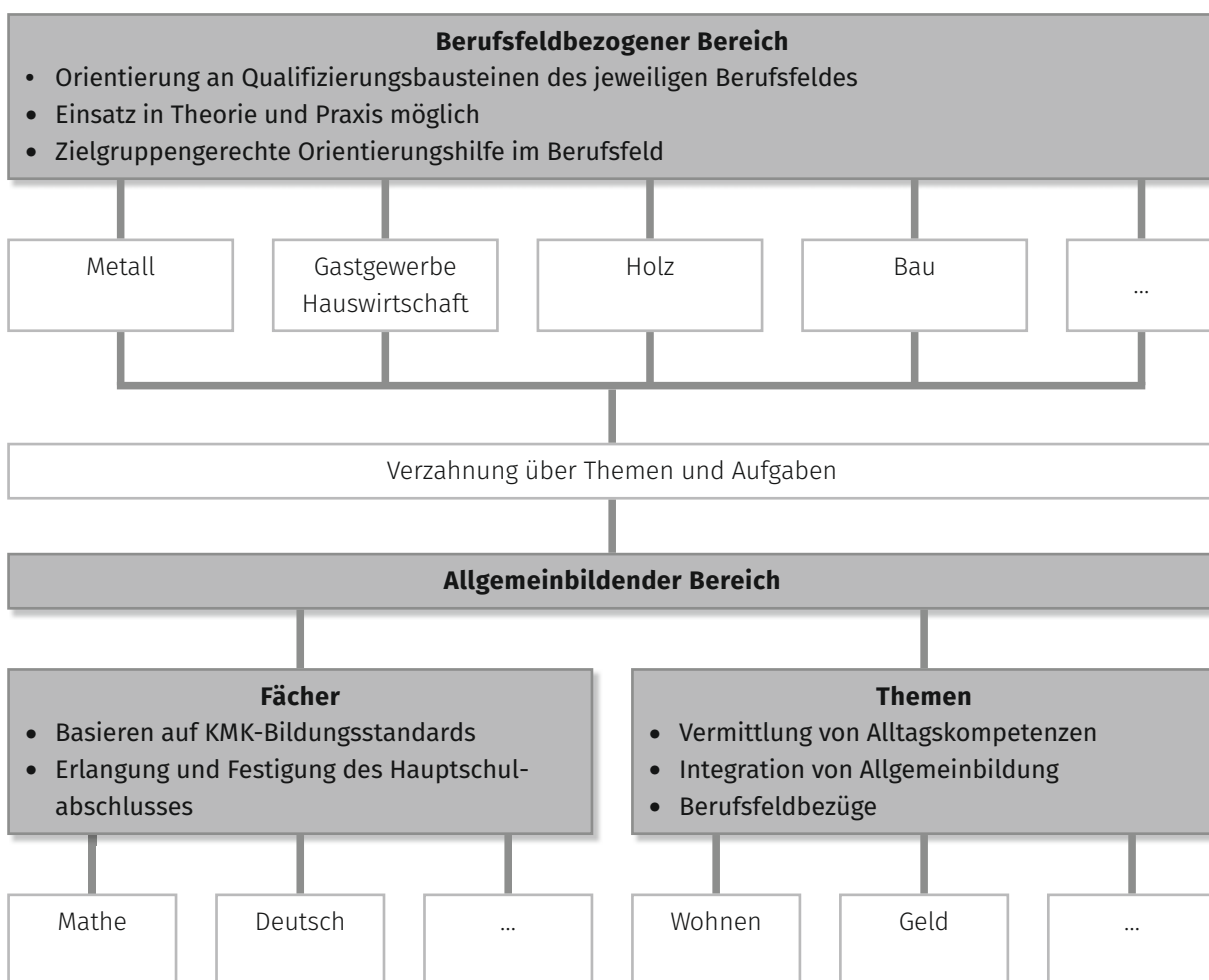 Berufsfeldbezogener Bereich
• Orientierung an Qualifizierungsbausteinen des jeweiligen Berufsfeldes
• Einsatz in Theorie und Praxis möglich
• Zielgruppengerechte Orientierungshilfe im Berufsfeld
Metall
Gastgewerbe
Hauswirtschaft
Holz
Bau
...
Verzahnung über Themen und Aufgaben
Allgemeinbildender Bereich
Fächer
• Basieren auf KMK-Bildungsstandards
• Erlangung und Festigung des Hauptschul-
abschlusses
Themen
• Vermittlung von Alltagskompetenzen
• Integration von Allgemeinbildung
• Berufsfeldbezüge
Mathe
Deutsch
...
Wohnen
Geld
...